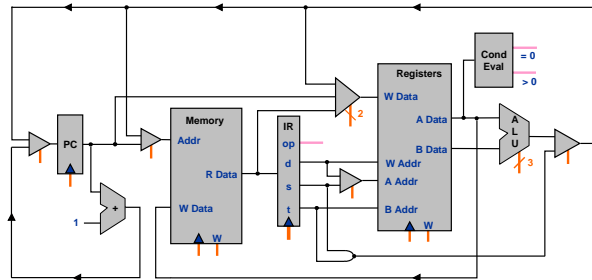 Cond
Eval
= 0
> 0
Registers
W Data
2
A Data
B Data
W Addr
A Addr
B Addr
W
A
L
U
3
PC
Memory
Addr
R Data
W Data
W
IR
op
d
s
t
+
1